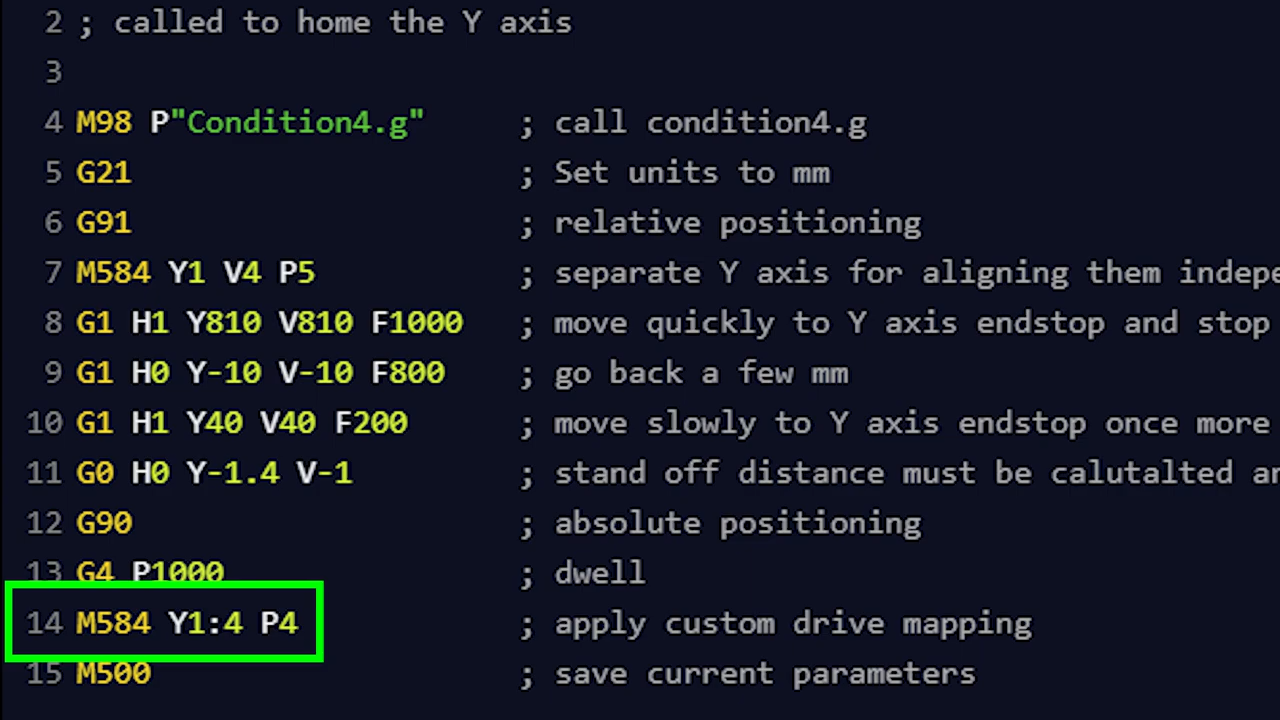 2 ; called to home the Y axis
3
4 M98 P"Condition4.g" ; call condition4.g
5 G21 ; Set units to mm
6 G91 ; relative positioning
7 M584 Y1 V4 P5 ; separate Y axis for aligning them indepe
8 G1 H1 Y810 V810 F1000 ; move quickly to Y axis endstop and stop
9 G1 H0 Y-10 V-10 F800 ; go back a few mm
10 G1 H1 Y40 V40 F200 ; move slowly to Y axis endstop once more
11 G0 H0 Y-1.4 V-1 ; stand off distance must be calutalted an
12 G90 ; absolute positioning
13 G4 P1000 ; dwell
14 M584 Y1:4 P4 ; apply custom drive mapping
15 M500 ; save current parameters